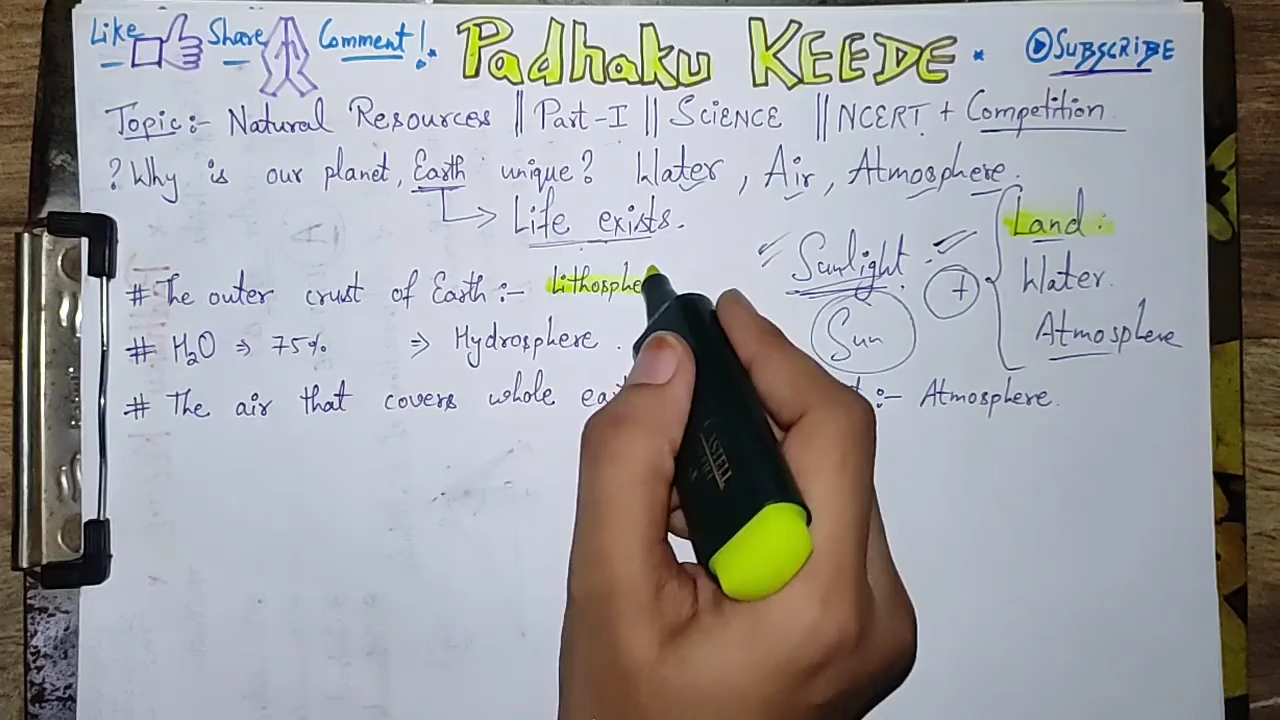 Like Share Comment! Padhaku KEEDE SUBSCRIBE
Topic:- Natural Resources || Part-I || SCIENCE || NCERT + Competition
? Why is our planet, Earth unique? Water, Air, Atmosphere.
Life exists.
Sunlight
Sun
+
Land:
Water.
Atmosphere
# The outer crust of Earth:- Lithosphe
# H₂O ⇒ 75% ⇒ Hydrosphere.
# The air that covers whole :- Atmosphere.